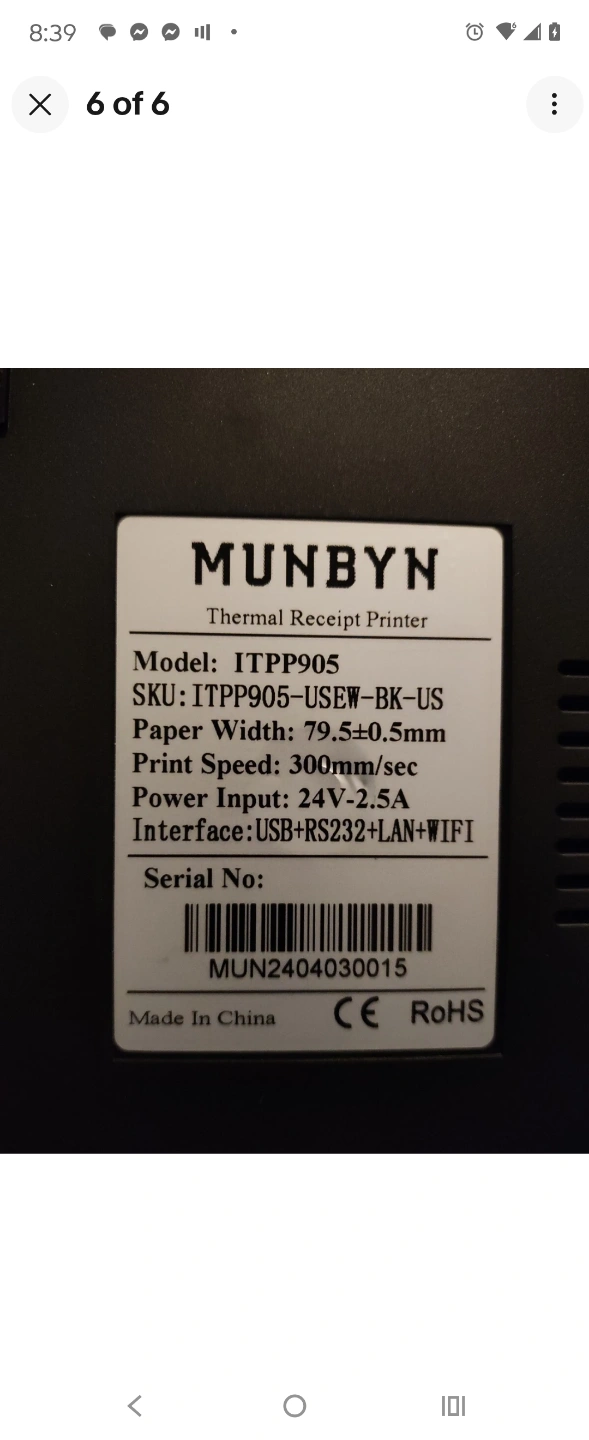 8:39
6 of 6
MUNBYN
Thermal Receipt Printer
Model: ITPP905
SKU:ITPP905-USEW-BK-US
Paper Width: 79.5±0.5mm
Print Speed: 300mm/sec
Power Input: 24V-2.5A
Interface:USB+RS232+LAN+WIFI
Serial No:
MUN2404030015
Made In China CE RoHS